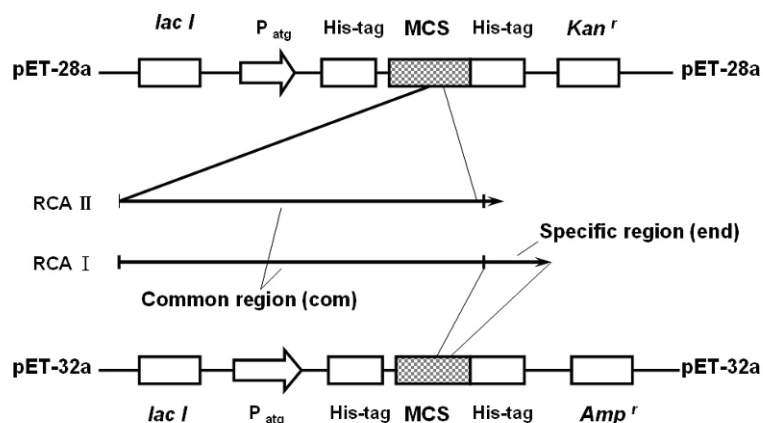 lac I P atg His-tag MCS His-tag Kan r
pET-28a pET-28a
RCA Ⅱ
Specific region (end)
RCA Ⅰ
Common region (com)
pET-32a pET-32a
lac I P atg His-tag MCS His-tag Amp r